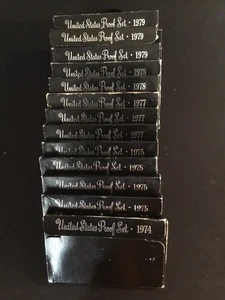 United States Proof Set • 1979
United States Proof Set • 1979
United States Proof Set • 1979
United States Proof Set • 1978
United States Proof Set • 1978
United States Proof Set • 1977
United States Proof Set • 1977
United States Proof Set • 1977
United States Proof Set • 1975
United States Proof Set • 1975
United States Proof Set • 1975
United States Proof Set • 1975
United States Proof Set • 1974